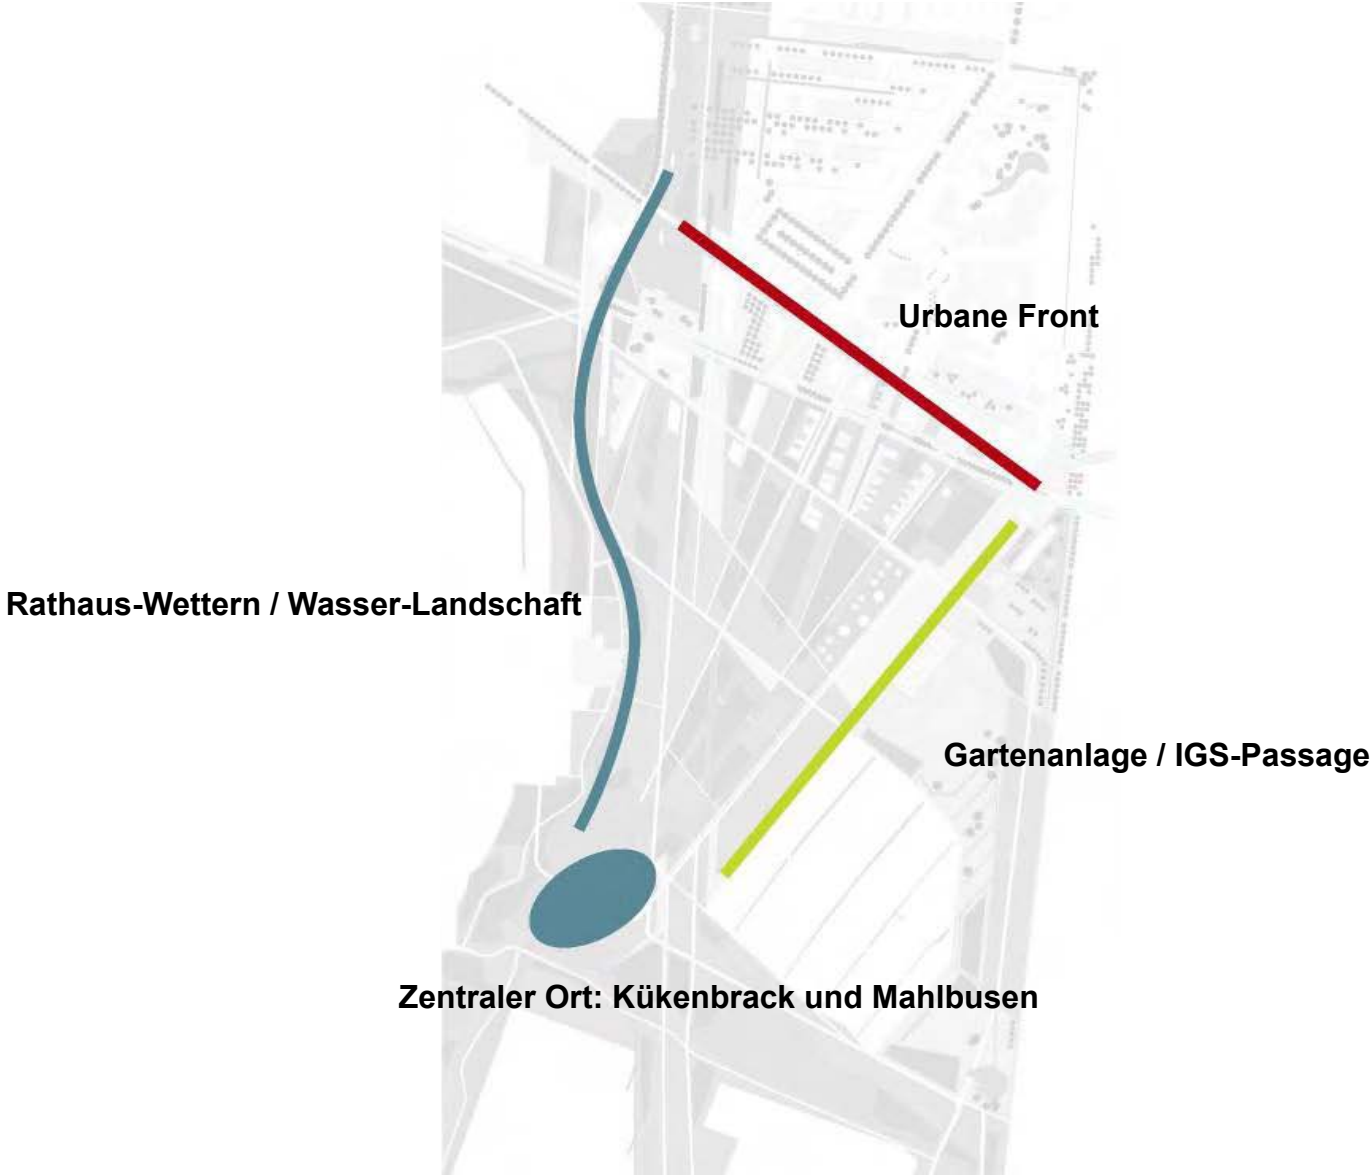 Urbane Front
Rathaus-Wettern / Wasser-Landschaft
Gartenanlage / IGS-Passage
Zentraler Ort: Kükenbrack und Mahlbusen